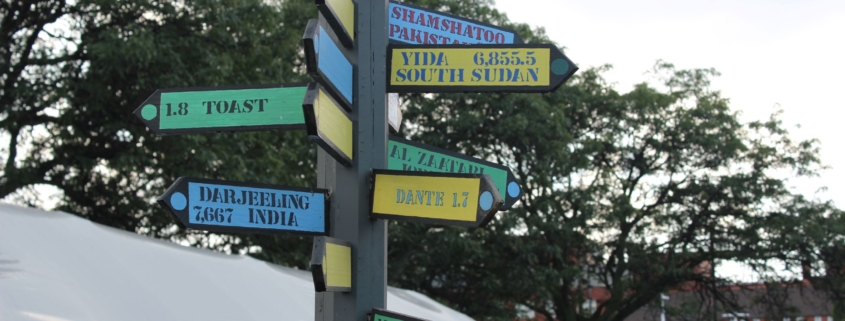 SHAMSHATOO
PAKISTAN
YIDA 6,855.5
SOUTH SUDAN
1.8 TOAST
AL ZAATARI
DANTE 1.7
DARJEELING
7,667 INDIA